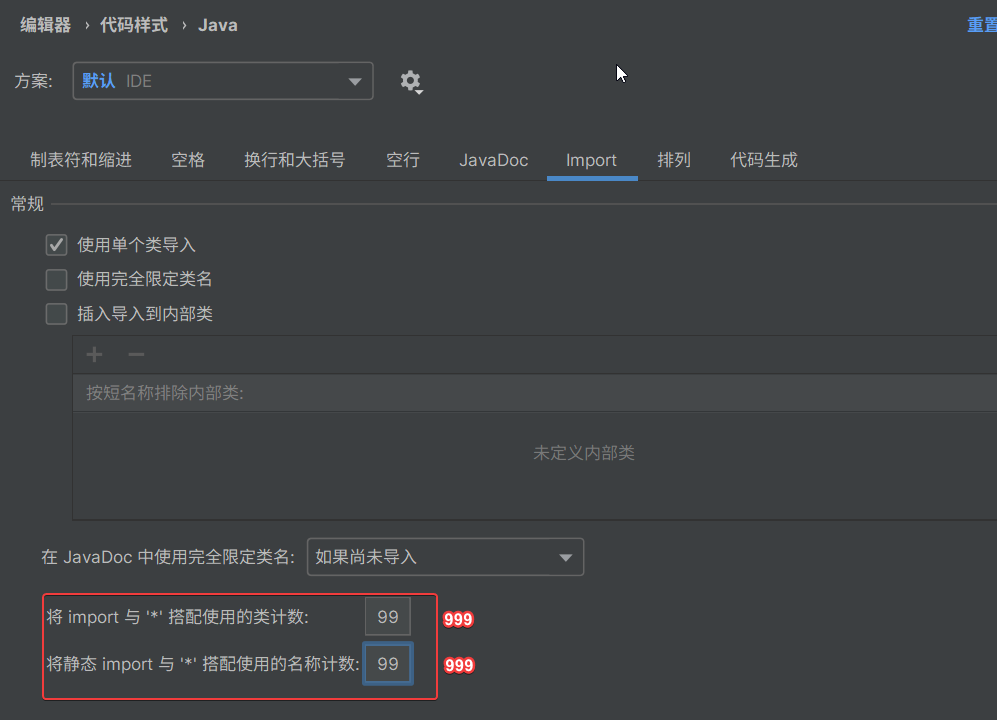 编辑器 › 代码样式 › Java 重置
方案: 默认 IDE
制表符和缩进 空格 换行和大括号 空行 JavaDoc Import 排列 代码生成
常规
使用单个类导入
使用完全限定类名
插入导入到内部类
按短名称排除内部类:
未定义内部类
在 JavaDoc 中使用完全限定类名: 如果尚未导入
将 import 与 '*' 搭配使用的类计数: 99 999
将静态 import 与 '*' 搭配使用的名称计数: 99 999